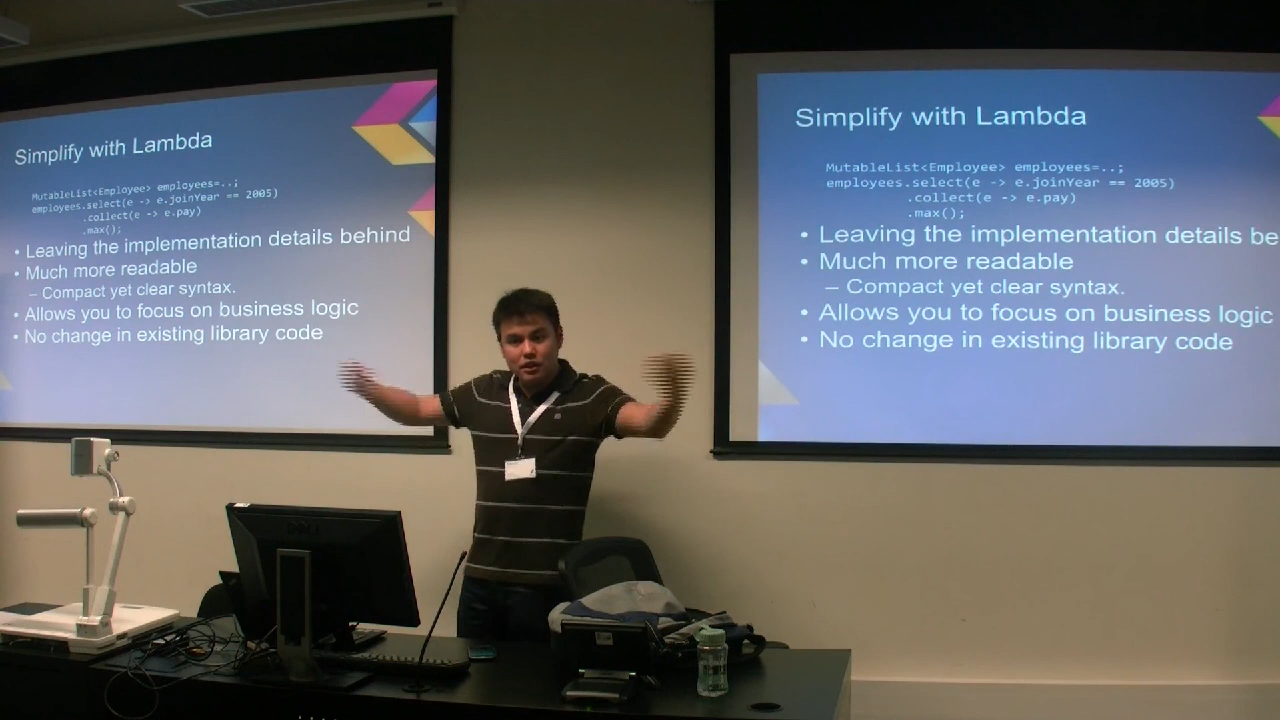 Simplify with Lambda
MutableList<Employee> employees=..;
employees.select(e -> e.joinYear == 2005)
.collect(e -> e.pay)
.max();
• Leaving the implementation details behind
• Much more readable
– Compact yet clear syntax.
• Allows you to focus on business logic
• No change in existing library code
Simplify with Lambda
MutableList<Employee> employees=..;
employees.select(e -> e.joinYear == 2005)
.collect(e -> e.pay)
.max();
• Leaving the implementation details be
• Much more readable
– Compact yet clear syntax.
• Allows you to focus on business logic
• No change in existing library code
DELL